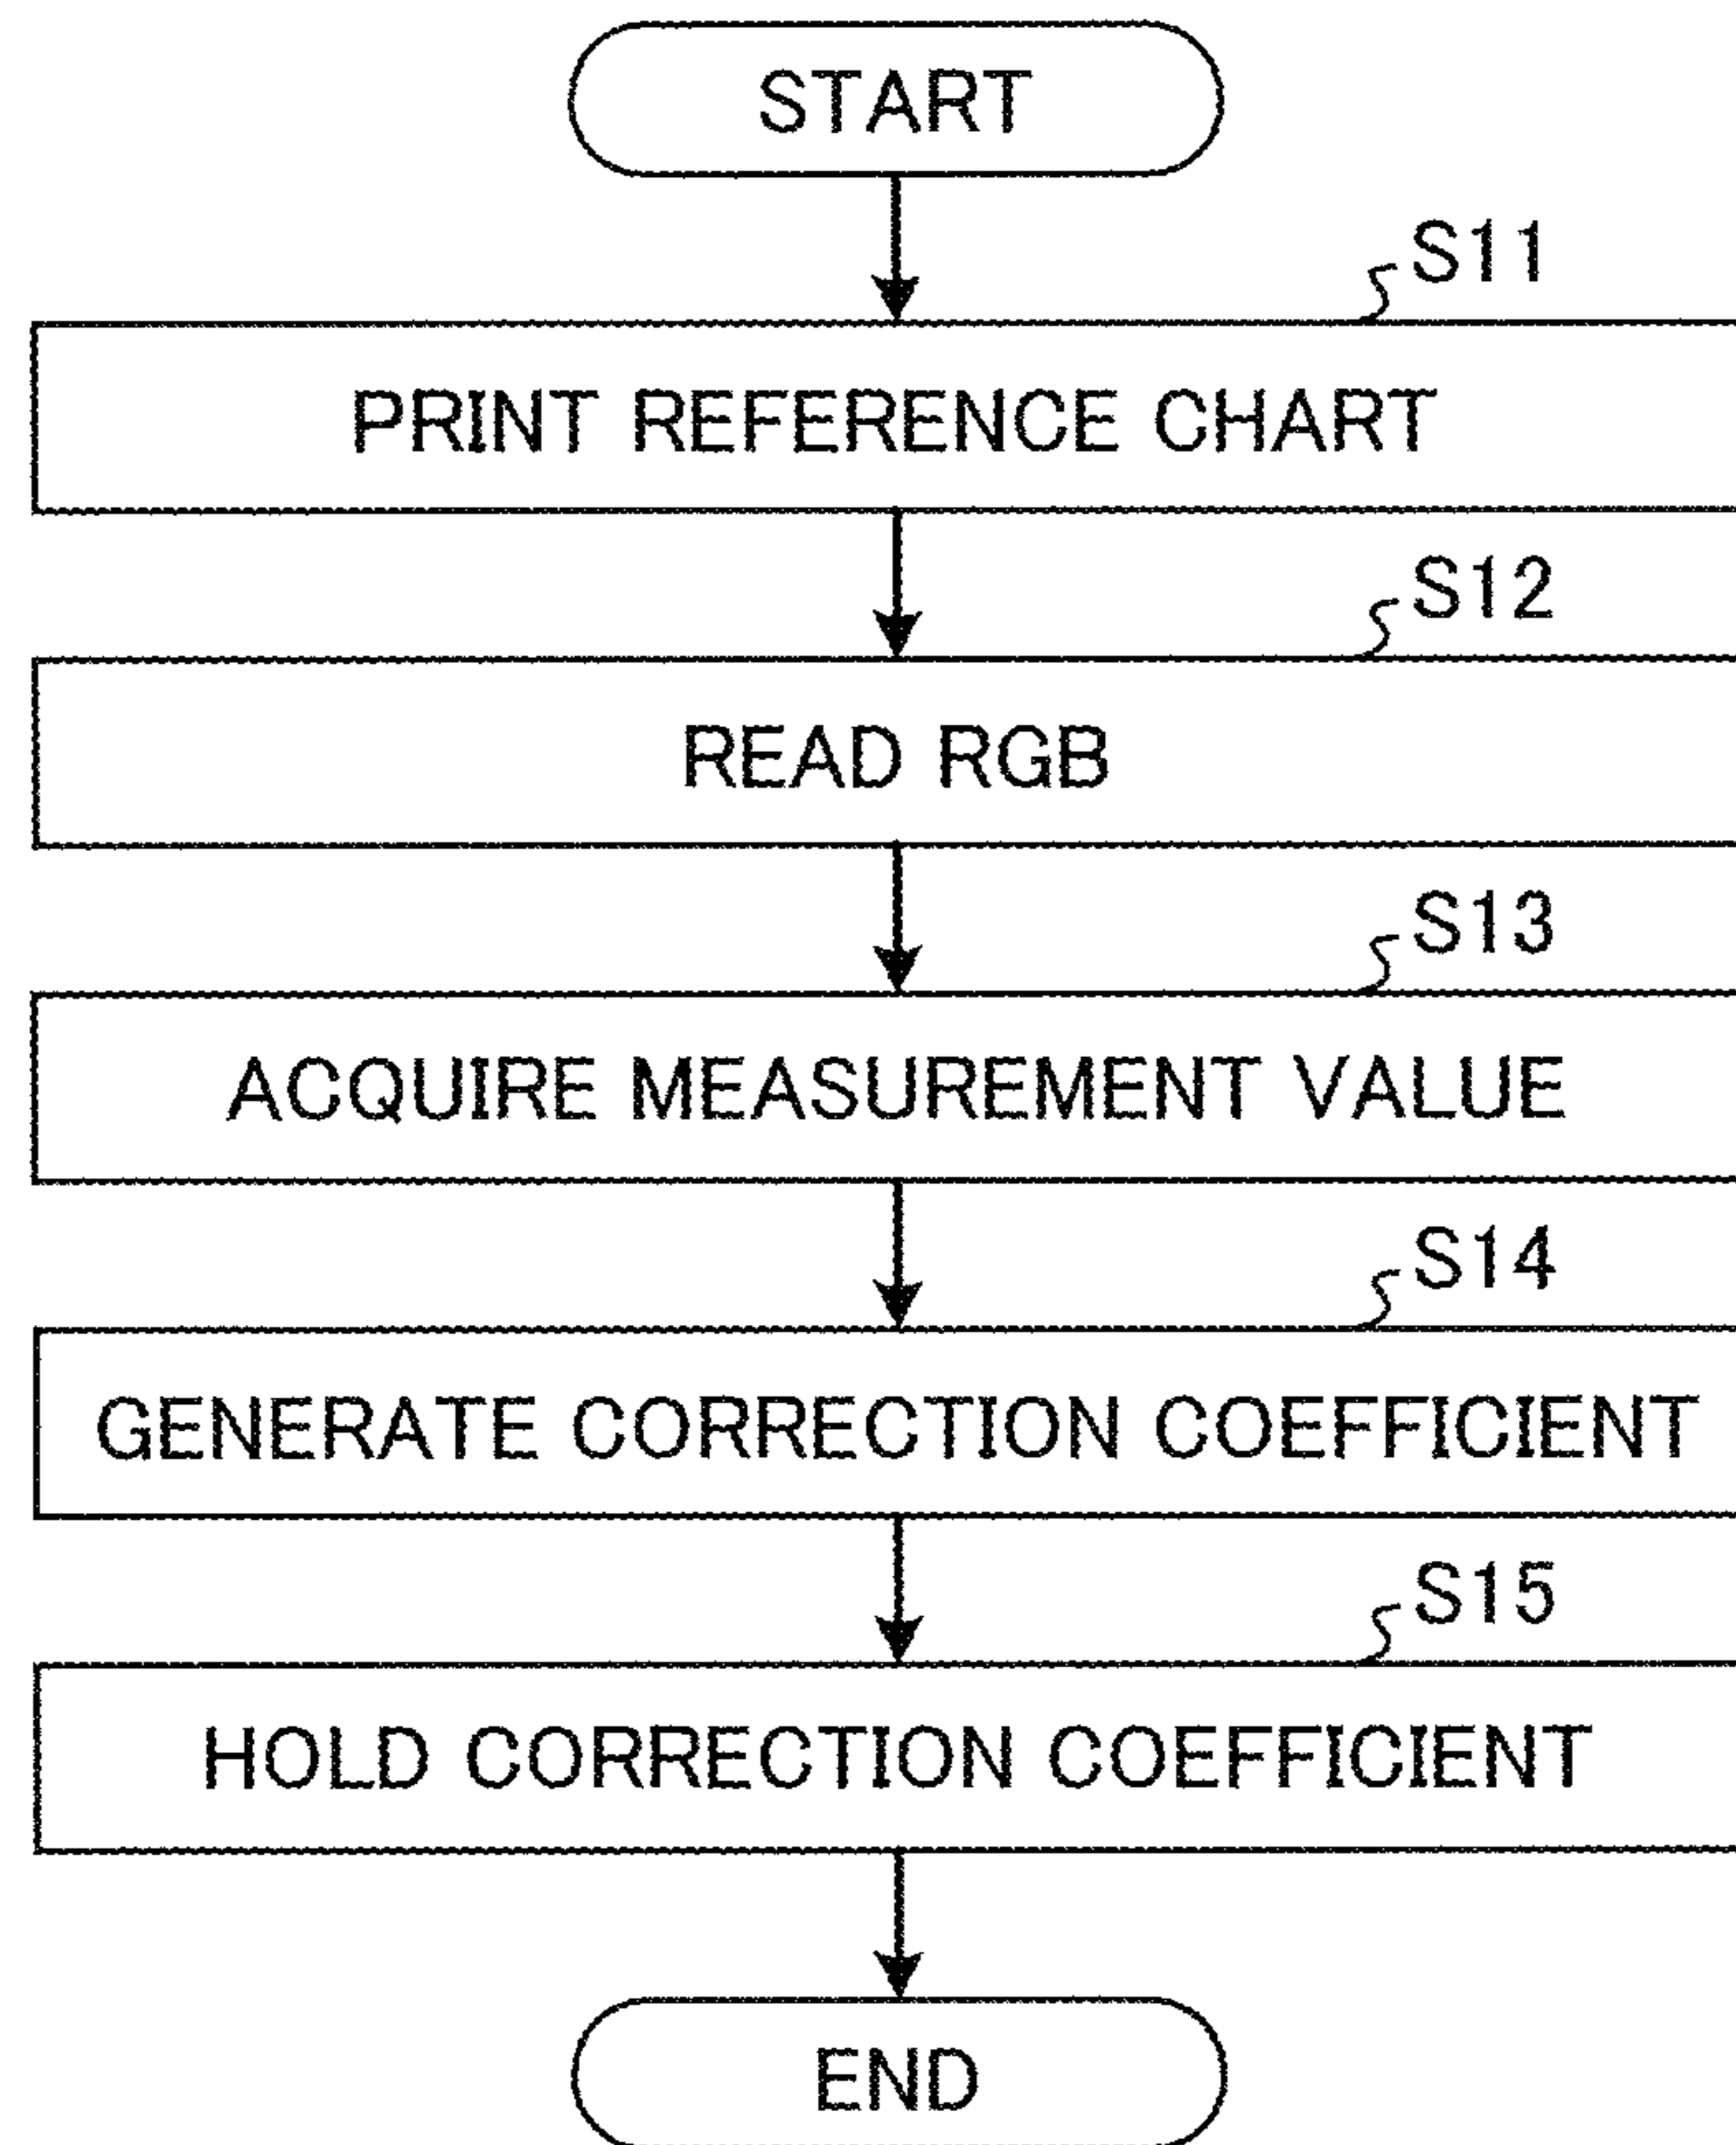 START
S11
PRINT REFERENCE CHART
S12
READ RGB
S13
ACQUIRE MEASUREMENT VALUE
S14
GENERATE CORRECTION COEFFICIENT
S15
HOLD CORRECTION COEFFICIENT
END